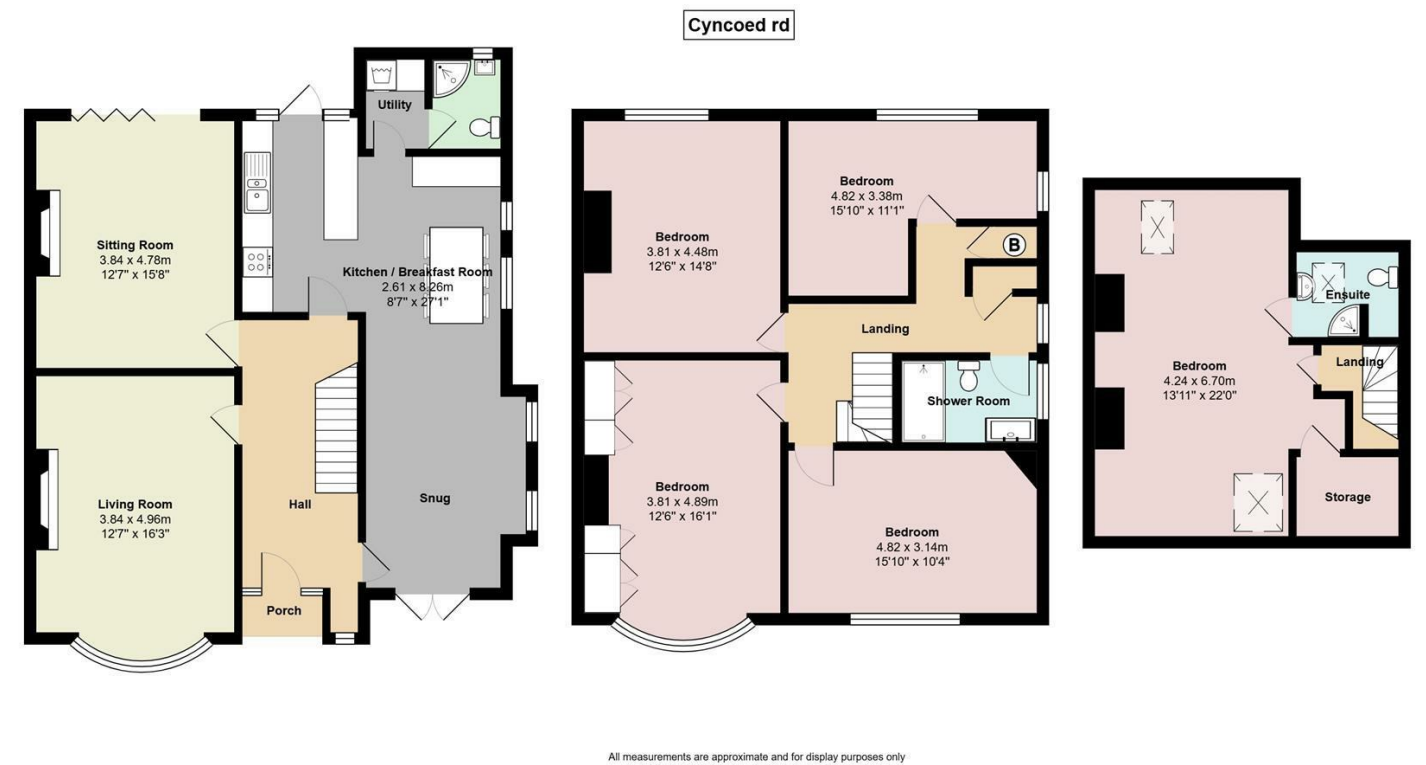 Cyncoed rd
Utility
Sitting Room
3.84 x 4.78m
12'7" x 15'8"
Kitchen / Breakfast Room
2.61 x 8.26m
8'7" x 27'1"
Living Room
3.84 x 4.96m
12'7" x 16'3"
Hall
Snug
Porch
Bedroom
3.81 x 4.48m
12'6" x 14'8"
Bedroom
4.82 x 3.38m
15'10" x 11'1"
B
Landing
Shower Room
Bedroom
3.81 x 4.89m
12'6" x 16'1"
Bedroom
4.82 x 3.14m
15'10" x 10'4"
Ensuite
Landing
Bedroom
4.24 x 6.70m
13'11" x 22'0"
Storage
All measurements are approximate and for display purposes only